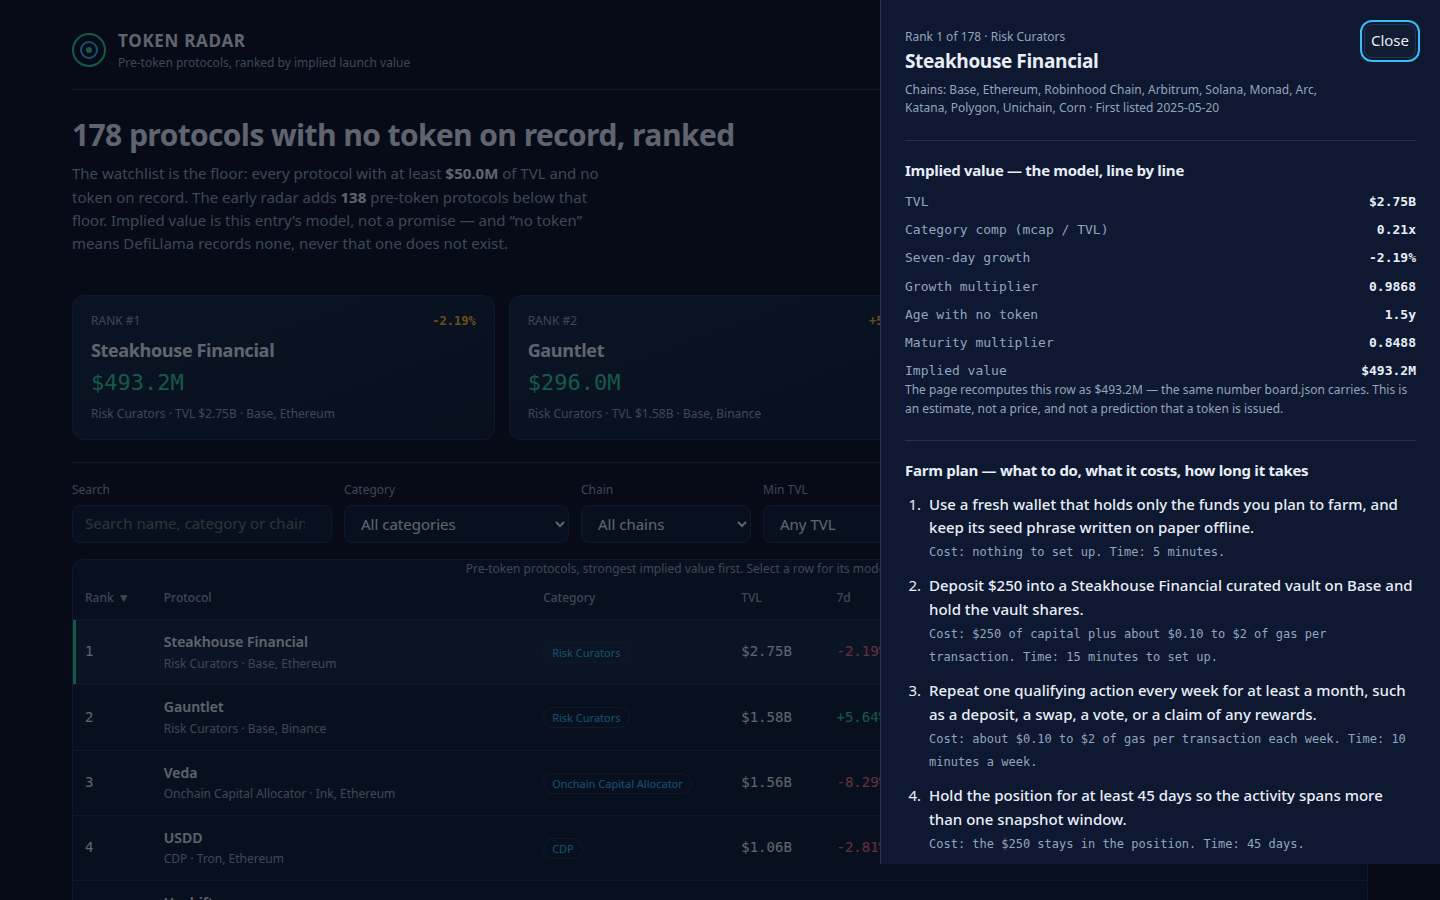 TOKEN RADAR
Pre-token protocols, ranked by implied launch value
178 protocols with no token on record, ranked
The watchlist is the floor: every protocol with at least $50.0M of TVL and no
token on record. The early radar adds 138 pre-token protocols below that
floor. Implied value is this entry's model, not a promise — and “no token”
means DefiLlama records none, never that one does not exist.
RANK #1
-2.19%
Steakhouse Financial
$493.2M
Risk Curators · TVL $2.75B · Base, Ethereum
RANK #2
Gauntlet
$296.0M
Risk Curators · TVL $1.58B · Base, Binance
Search
Category
Chain
Min TVL
Search name, category or chain
All categories
All chains
Any TVL
Pre-token protocols, strongest implied value first. Select a row for its
Rank ▼
Protocol
Category
TVL
7d
1
Steakhouse Financial
Risk Curators · Base, Ethereum
Risk Curators
$2.75B
-2.19
2
Gauntlet
Risk Curators · Base, Binance
Risk Curators
$1.58B
+5.64
3
Veda
Onchain Capital Allocator · Ink, Ethereum
Onchain Capital Allocator
$1.56B
-8.29
4
USDD
CDP · Tron, Ethereum
CDP
$1.06B
-2.81
Rank 1 of 178 · Risk Curators
Steakhouse Financial
Close
Chains: Base, Ethereum, Robinhood Chain, Arbitrum, Solana, Monad, Arc,
Katana, Polygon, Unichain, Corn · First listed 2025-05-20
Implied value — the model, line by line
TVL $2.75B
Category comp (mcap / TVL) 0.21x
Seven-day growth -2.19%
Growth multiplier 0.9868
Age with no token 1.5y
Maturity multiplier 0.8488
Implied value $493.2M
The page recomputes this row as $493.2M — the same number board.json carries. This is
an estimate, not a price, and not a prediction that a token is issued.
Farm plan — what to do, what it costs, how long it takes
1. Use a fresh wallet that holds only the funds you plan to farm, and
keep its seed phrase written on paper offline.
Cost: nothing to set up. Time: 5 minutes.
2. Deposit $250 into a Steakhouse Financial curated vault on Base and
hold the vault shares.
Cost: $250 of capital plus about $0.10 to $2 of gas per
transaction. Time: 15 minutes to set up.
3. Repeat one qualifying action every week for at least a month, such
as a deposit, a swap, a vote, or a claim of any rewards.
Cost: about $0.10 to $2 of gas per transaction each week. Time: 10
minutes a week.
4. Hold the position for at least 45 days so the activity spans more
than one snapshot window.
Cost: the $250 stays in the position. Time: 45 days.